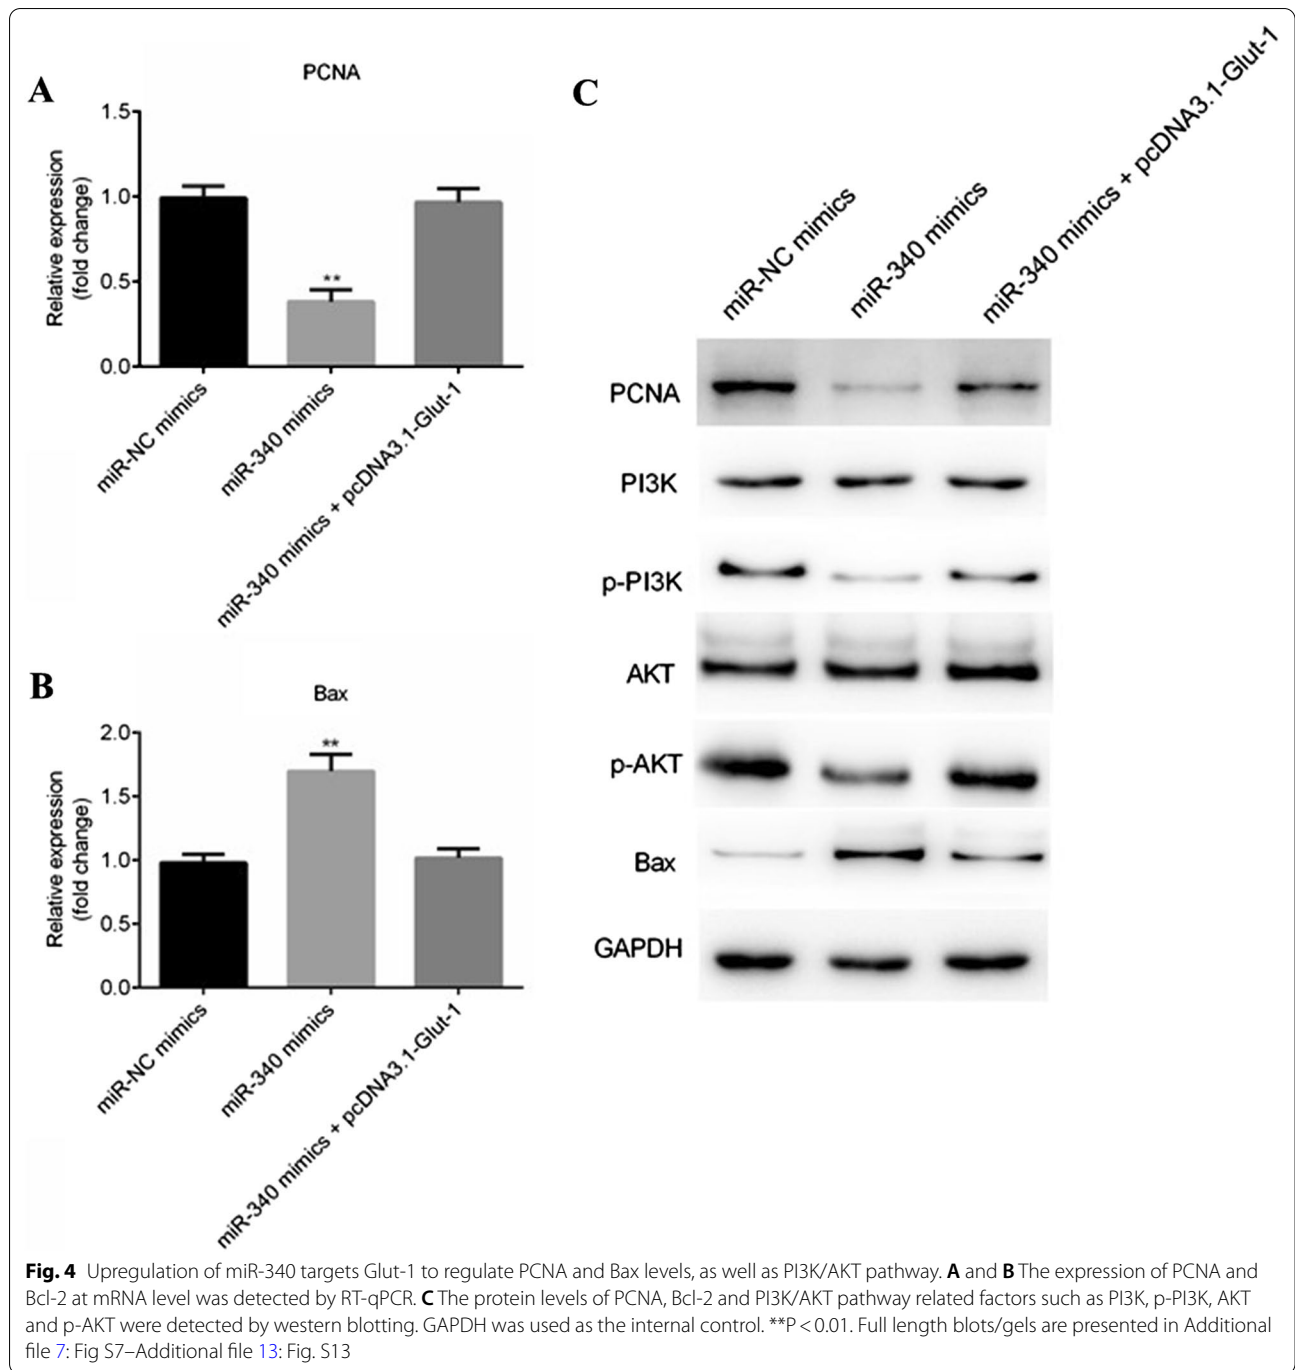 A
PCNA
Relative expression
(fold change)
1.5
1.0
0.5
0.0
**
miR-NC mimics
miR-340 mimics
miR-340 mimics + pcDNA3.1-Glut-1
B
Bax
Relative expression
(fold change)
2.0
1.5
1.0
0.5
0.0
**
miR-NC mimics
miR-340 mimics
miR-340 mimics + pcDNA3.1-Glut-1
C
miR-NC mimics
miR-340 mimics
miR-340 mimics + pcDNA3.1-Glut-1
PCNA
PI3K
p-PI3K
AKT
p-AKT
Bax
GAPDH
Fig. 4 Upregulation of miR-340 targets Glut-1 to regulate PCNA and Bax levels, as well as PI3K/AKT pathway. A and B The expression of PCNA and
Bcl-2 at mRNA level was detected by RT-qPCR. C The protein levels of PCNA, Bcl-2 and PI3K/AKT pathway related factors such as PI3K, p-PI3K, AKT
and p-AKT were detected by western blotting. GAPDH was used as the internal control. **P < 0.01. Full length blots/gels are presented in Additional
file 7: Fig S7–Additional file 13: Fig. S13